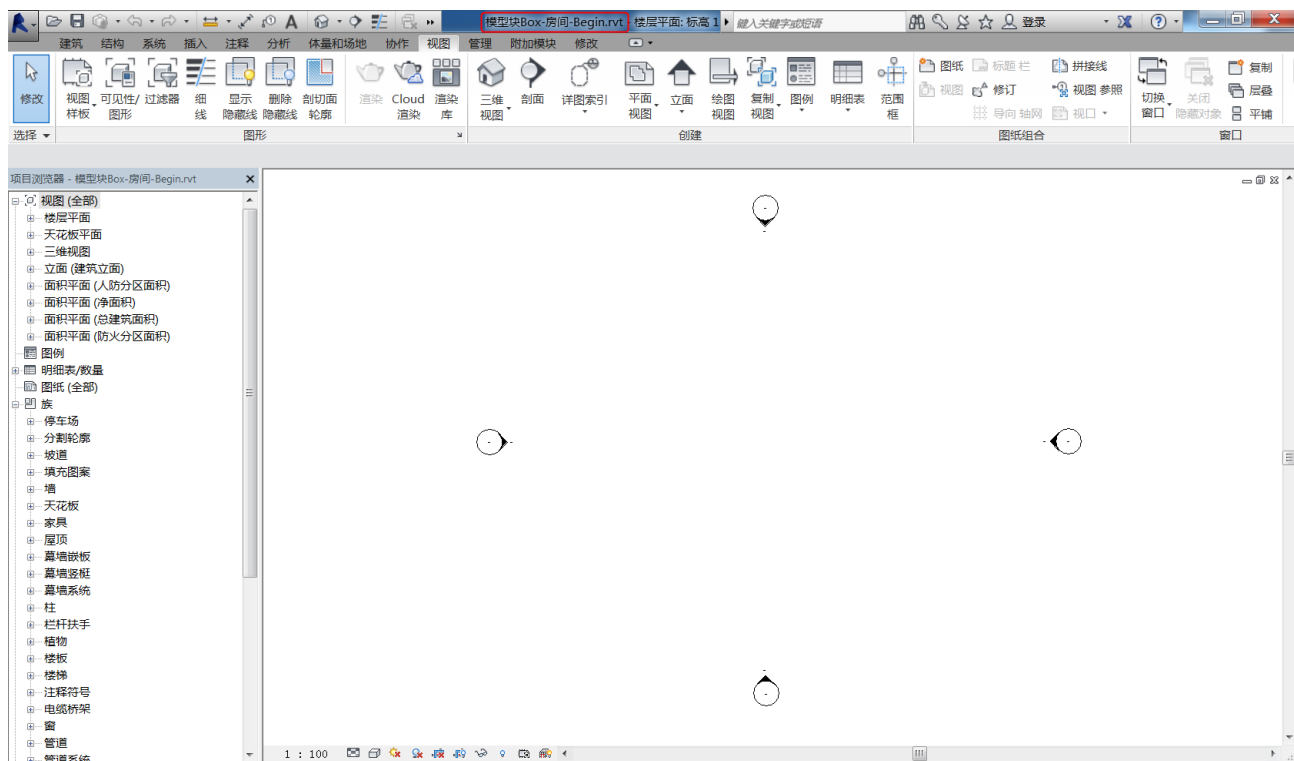 模型块Box-房间-Begin.rvt - 楼层平面: 标高 1 键入关键字或短语 登录
建筑 结构 系统 插入 注释 分析 体量和场地 协作 视图 管理 附加模块 修改
修改 视图样板 可见性/图形 过滤器 细线 显示隐藏线 删除隐藏线 剖切面轮廓 渲染 Cloud渲染 渲染库 三维视图 剖面 详图索引 平面视图 立面 绘图视图 复制视图 图例 明细表 范围框 图纸 标题栏 拼接线 视图 修订 视图参照 导向轴网 视口 切换窗口 关闭隐藏对象 复制 层叠 平铺
选择 图形 创建 图纸组合 窗口
项目浏览器 - 模型块Box-房间-Begin.rvt
视图 (全部)
楼层平面
天花板平面
三维视图
立面 (建筑立面)
面积平面 (人防分区面积)
面积平面 (净面积)
面积平面 (总建筑面积)
面积平面 (防火分区面积)
图例
明细表/数量
图纸 (全部)
族
停车场
分割轮廓
坡道
填充图案
墙
天花板
家具
屋顶
幕墙嵌板
幕墙竖梃
幕墙系统
柱
栏杆扶手
植物
楼板
楼梯
注释符号
电缆桥架
窗
管道
管道系统
1 : 100